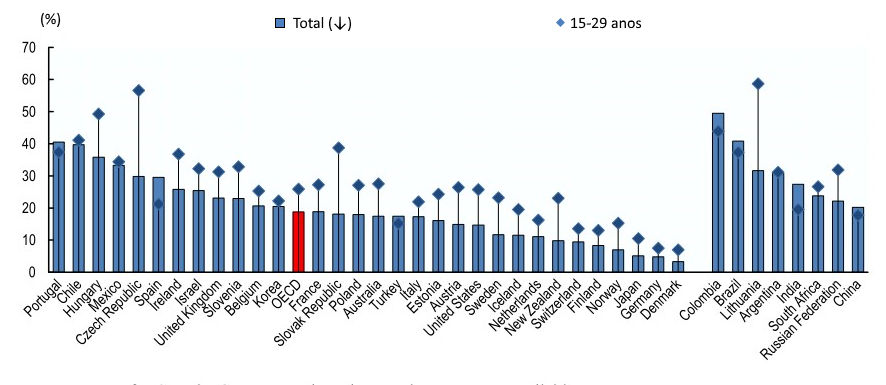 (%)
Total (↓)
15-29 anos
70
60
50
40
30
20
10
0
Portugal
Chile
Hungary
Mexico
Czech Republic
Spain
Ireland
Israel
United Kingdom
Slovenia
Belgium
Korea
OECD
France
Slovak Republic
Poland
Australia
Turkey
Italy
Estonia
Austria
United States
Sweden
Iceland
Netherlands
New Zealand
Switzerland
Finland
Norway
Japan
Germany
Denmark
Colombia
Brazil
Lithuania
Argentina
India
South Africa
Russian Federation
China